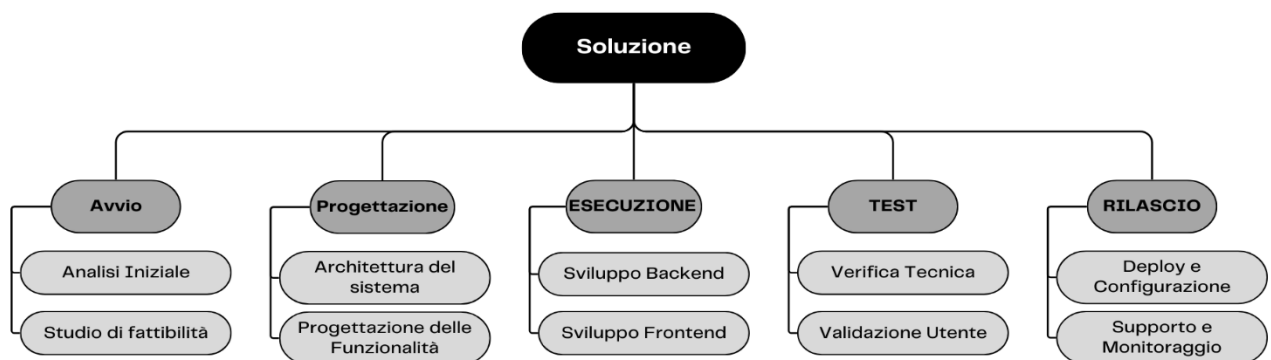 Soluzione
Avvio
Progettazione
ESECUZIONE
TEST
RILASCIO
Analisi Iniziale
Studio di fattibilità
Architettura del
sistema
Progettazione delle
Funzionalità
Sviluppo Backend
Sviluppo Frontend
Verifica Tecnica
Validazione Utente
Deploy e
Configurazione
Supporto e
Monitoraggio